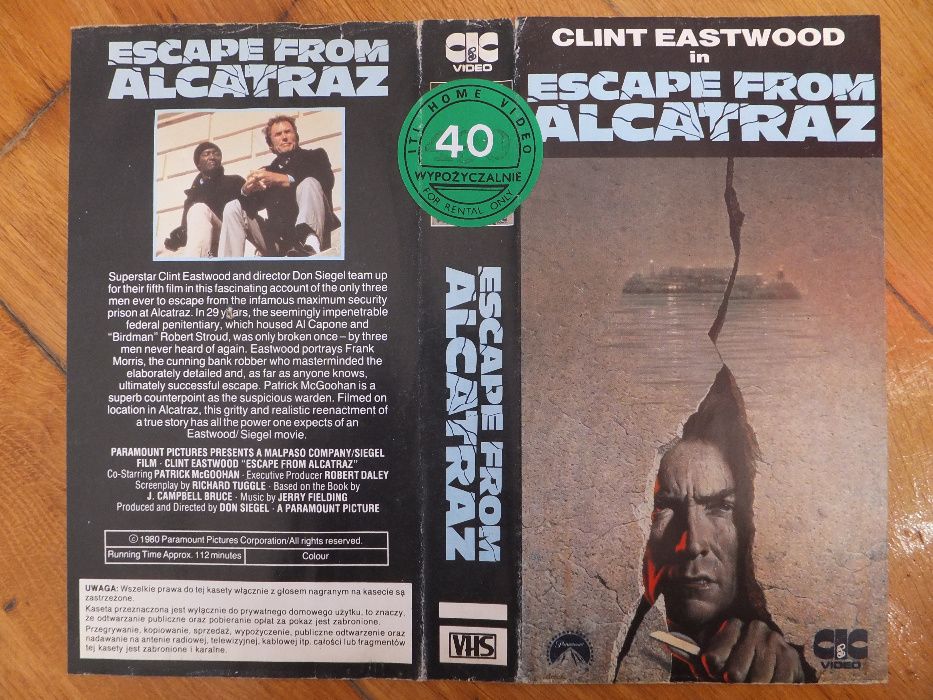 ESCAPE FROM
ALCATRAZ
Superstar Clint Eastwood and director Don Siegel team up
for their fifth film in this fascinating account of the only three
men ever to escape from the infamous maximum security
prison at Alcatraz. In 29 years, the seemingly impenetrable
federal penitentiary, which housed Al Capone and
“Birdman” Robert Stroud, was only broken once – by three
men never heard of again. Eastwood portrays Frank
Morris, the cunning bank robber who masterminded the
elaborately detailed and, as far as anyone knows,
ultimately successful escape. Patrick McGoohan is a
superb counterpoint as the suspicious warden. Filmed on
location in Alcatraz, this gritty and realistic reenactment of
a true story has all the power one expects of an
Eastwood/Siegel movie.
PARAMOUNT PICTURES PRESENTS A MALPASO COMPANY/SIEGEL
FILM · CLINT EASTWOOD “ESCAPE FROM ALCATRAZ”
Co-Starring PATRICK McGOOHAN · Executive Producer ROBERT DALEY
Screenplay by RICHARD TUGGLE · Based on the Book by
J. CAMPBELL BRUCE · Music by JERRY FIELDING
Produced and Directed by DON SIEGEL · A PARAMOUNT PICTURE
© 1980 Paramount Pictures Corporation/All rights reserved.
Running Time Approx. 112 minutes Colour
UWAGA: Wszelkie prawa do tej kasety włącznie z głosem nagranym na kasecie są
zastrzeżone.
Kaseta przeznaczona jest wyłącznie do prywatnego domowego użytku, to znaczy,
że odtwarzanie publiczne oraz pobieranie opłat za pokaz jest zabronione.
Przegrywanie, kopiowanie, sprzedaż, wypożyczenie, publiczne odtwarzanie oraz
nadawanie na antenie radiowej, telewizyjnej, kablowej itp. całości lub fragmentów
tej kasety jest zabronione i karalne.
CIC
VIDEO
ITI HOME VIDEO
40
WYPOŻYCZALNIE
FOR RENTAL ONLY
ESCAPE FROM
ALCATRAZ
VHS
CLINT EASTWOOD
in
ESCAPE FROM
ALCATRAZ
Paramount
CIC
VIDEO